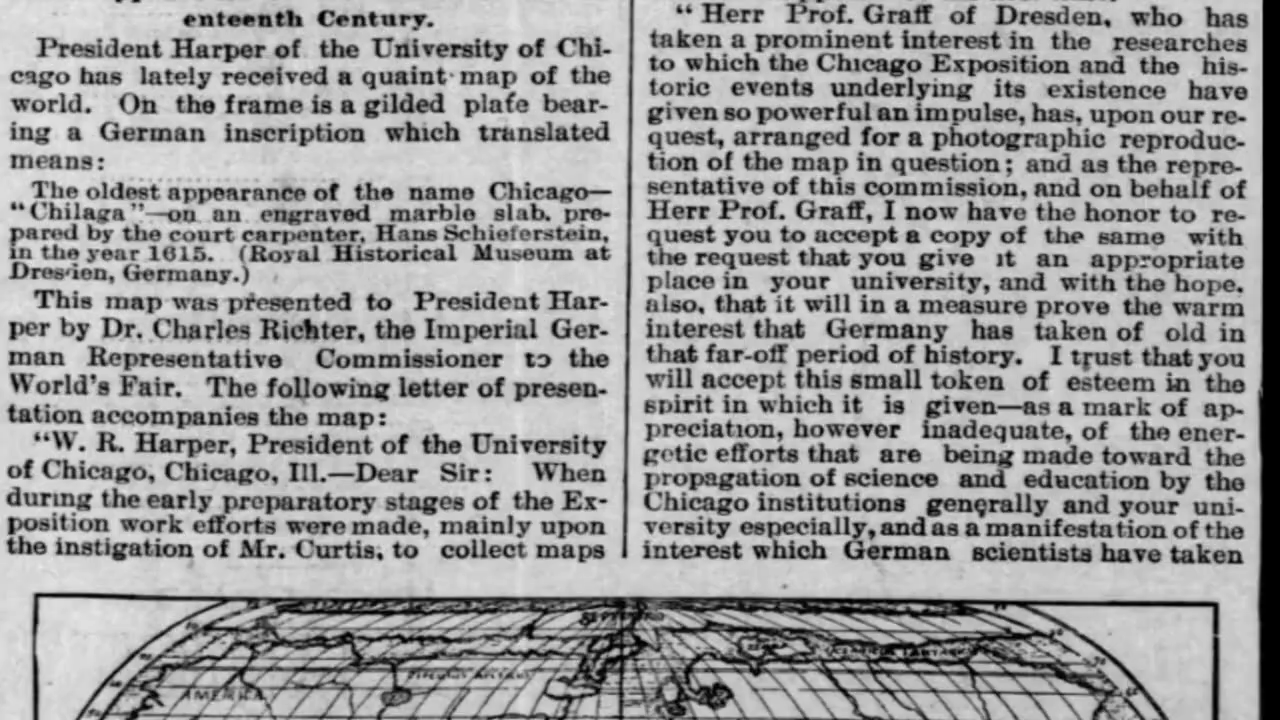 enteenth Century.
President Harper of the University of Chi-
cago has lately received a quaint map of the
world. On the frame is a gilded plate bear-
ing a German inscription which translated
means:
The oldest appearance of the name Chicago—
"Chilaga"—on an engraved marble slab, pre-
pared by the court carpenter, Hans Schieferstein,
in the year 1615. (Royal Historical Museum at
Dresden, Germany.)
This map was presented to President Har-
per by Dr. Charles Richter, the Imperial Ger-
man Representative Commissioner to the
World's Fair. The following letter of presen-
tation accompanies the map:
"W. R. Harper, President of the University
of Chicago, Chicago, Ill.—Dear Sir: When
during the early preparatory stages of the Ex-
position work efforts were made, mainly upon
the instigation of Mr. Curtis, to collect maps
"Herr Prof. Graff of Dresden, who has
taken a prominent interest in the researches
to which the Chicago Exposition and the his-
toric events underlying its existence have
given so powerful an impulse, has, upon our re-
quest, arranged for a photographic reproduc-
tion of the map in question; and as the repre-
sentative of this commission, and on behalf of
Herr Prof. Graff, I now have the honor to re-
quest you to accept a copy of the same with
the request that you give it an appropriate
place in your university, and with the hope,
also, that it will in a measure prove the warm
interest that Germany has taken of old in
that far-off period of history. I trust that you
will accept this small token of esteem in the
spirit in which it is given—as a mark of ap-
preciation, however inadequate, of the ener-
getic efforts that are being made toward the
propagation of science and education by the
Chicago institutions generally and your uni-
versity especially, and as a manifestation of the
interest which German scientists have taken
AMERICA